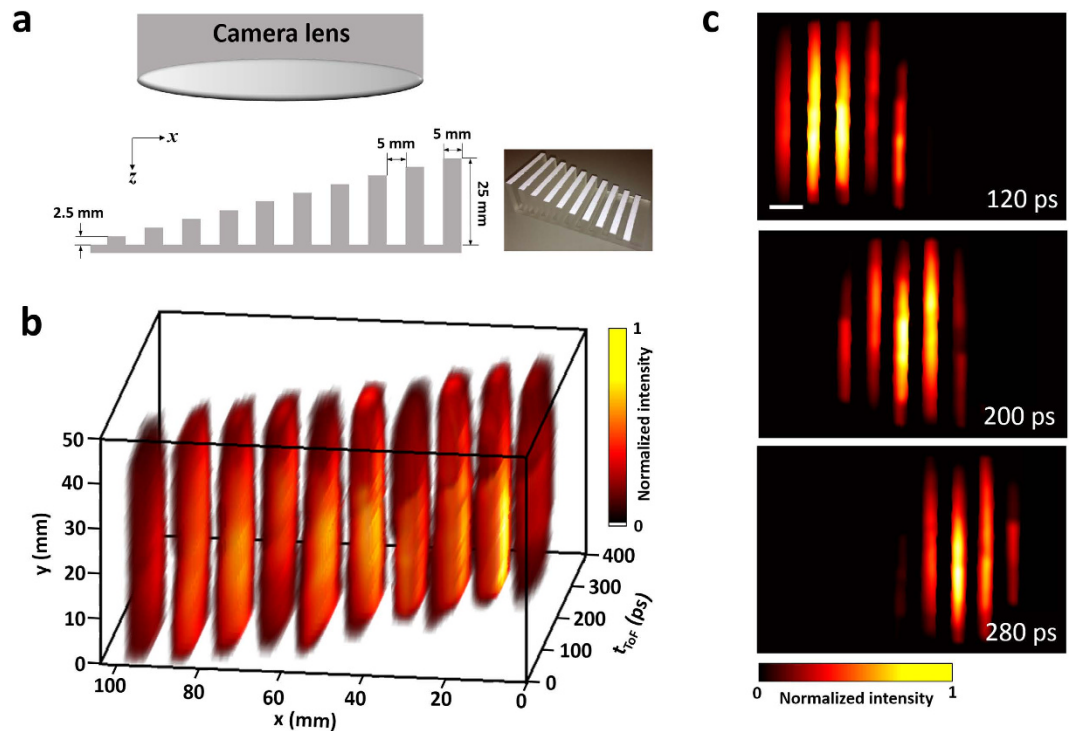 a
Camera lens
x
z
2.5 mm
5 mm
5 mm
25 mm
b
1
Normalized intensity
0
50
40
30
20
10
0
y (mm)
100
80
60
40
20
0
x (mm)
400
300
200
100
0
tToF (ps)
c
120 ps
200 ps
280 ps
0
1
Normalized intensity